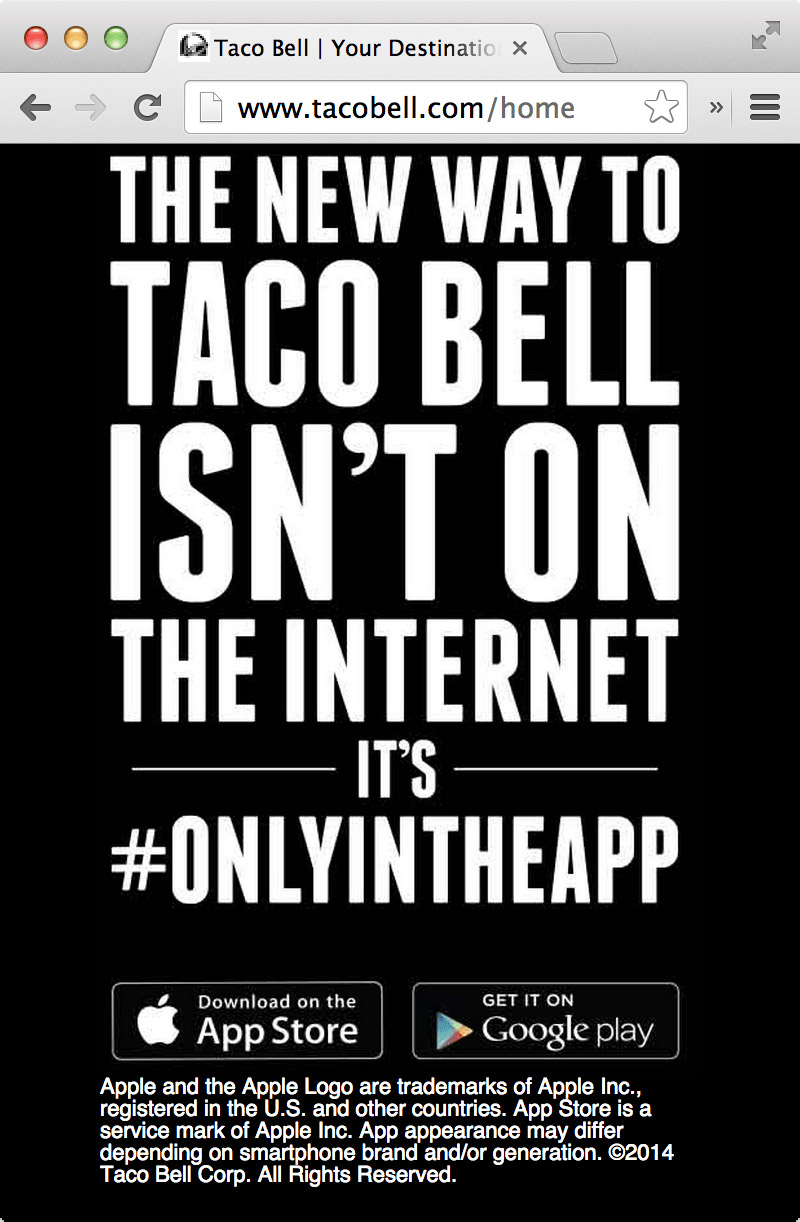 Taco Bell | Your Destinatio
www.tacobell.com/home
THE NEW WAY TO
TACO BELL
ISN'T ON
THE INTERNET
IT'S
#ONLYINTHEAPP
Download on the
App Store
GET IT ON
Google play
Apple and the Apple Logo are trademarks of Apple Inc.,
registered in the U.S. and other countries. App Store is a
service mark of Apple Inc. App appearance may differ
depending on smartphone brand and/or generation. ©2014
Taco Bell Corp. All Rights Reserved.